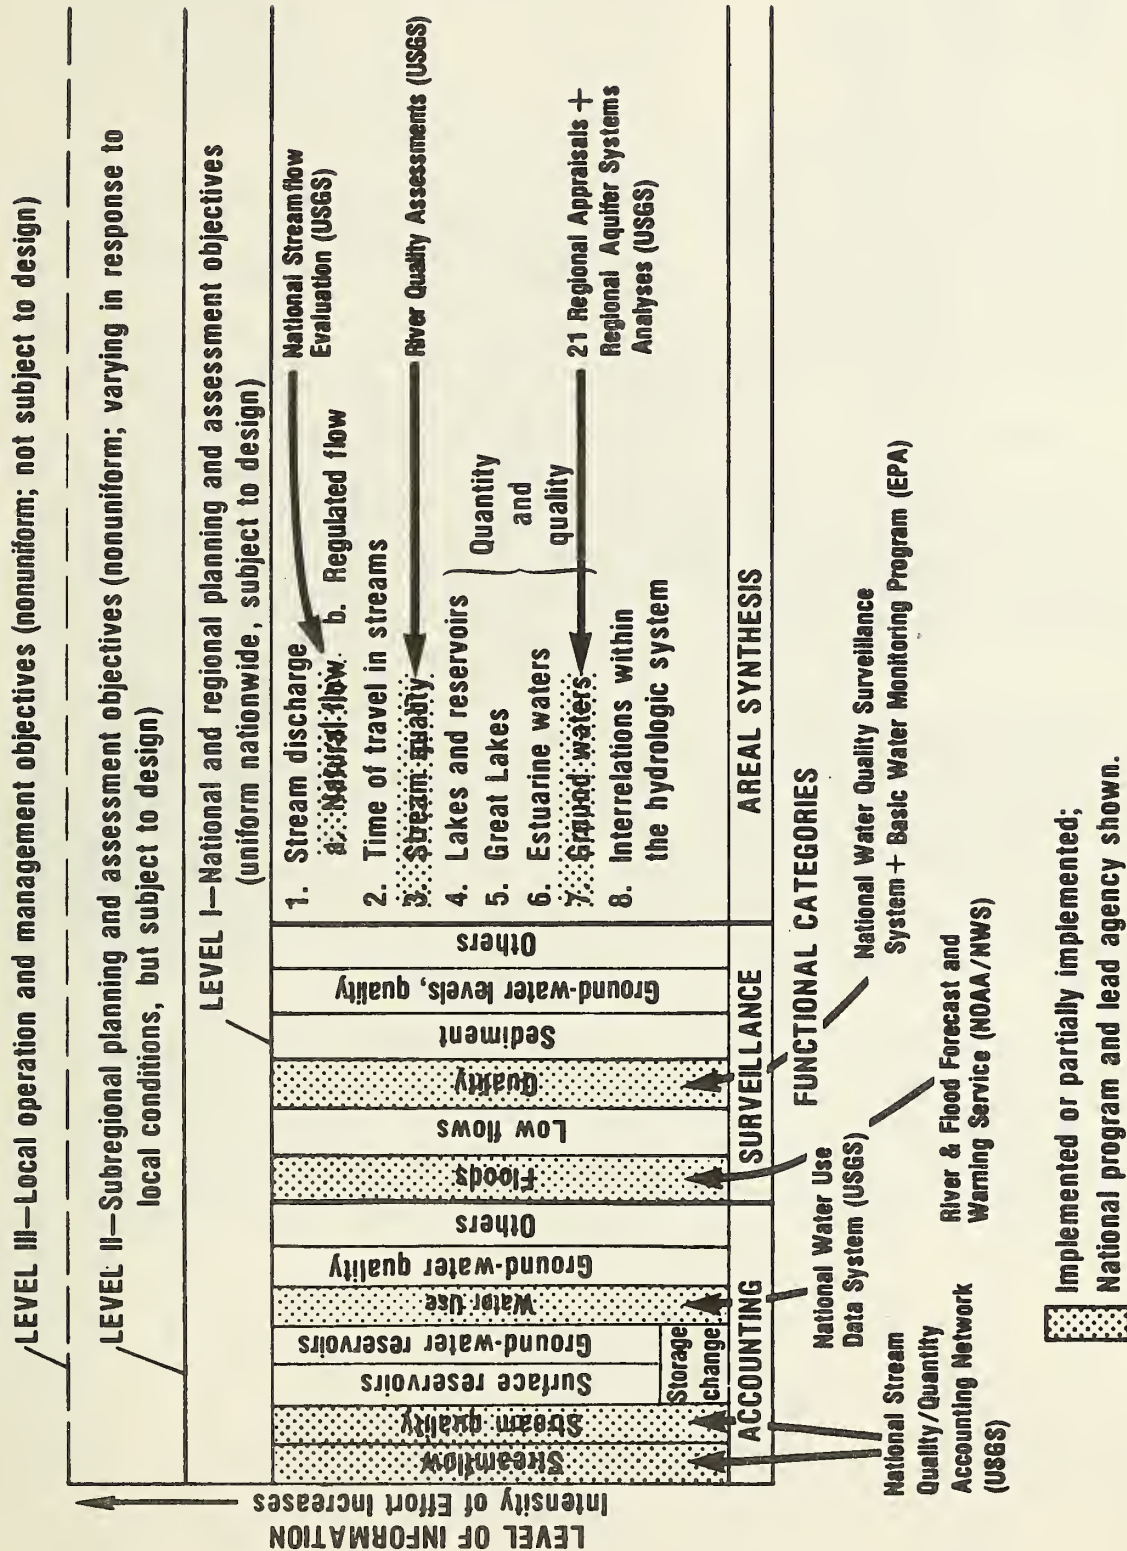 LEVEL III—Local operation and management objectives (nonuniform; not subject to design)
LEVEL II—Subregional planning and assessment objectives (nonuniform; varying in response to
local conditions, but subject to design)
LEVEL I—National and regional planning and assessment objectives
(uniform nationwide, subject to design)
LEVEL OF INFORMATION
Intensity of Effort Increases
Streamflow
Stream quality
Surface reservoirs
Ground-water reservoirs
Storage
change
Water Use
Ground-water quality
Others
Floods
Low flows
Quality
Sediment
Ground-water levels, quality
Others
1. Stream discharge
a. Natural flow b. Regulated flow
2. Time of travel in streams
3. Stream quality
4. Lakes and reservoirs
5. Great Lakes
6. Estuarine waters
7. Ground waters
8. Interrelations within
the hydrologic system
Quantity
and
quality
National Streamflow
Evaluation (USGS)
River Quality Assessments (USGS)
21 Regional Appraisals +
Regional Aquifer Systems
Analyses (USGS)
ACCOUNTING
SURVEILLANCE
AREAL SYNTHESIS
FUNCTIONAL CATEGORIES
National Stream
Quality/Quantity
Accounting Network
(USGS)
National Water Use
Data System (USGS)
River & Flood Forecast and
Warning Service (NOAA/NWS)
National Water Quality Surveillance
System + Basic Water Monitoring Program (EPA)
Implemented or partially implemented;
National program and lead agency shown.